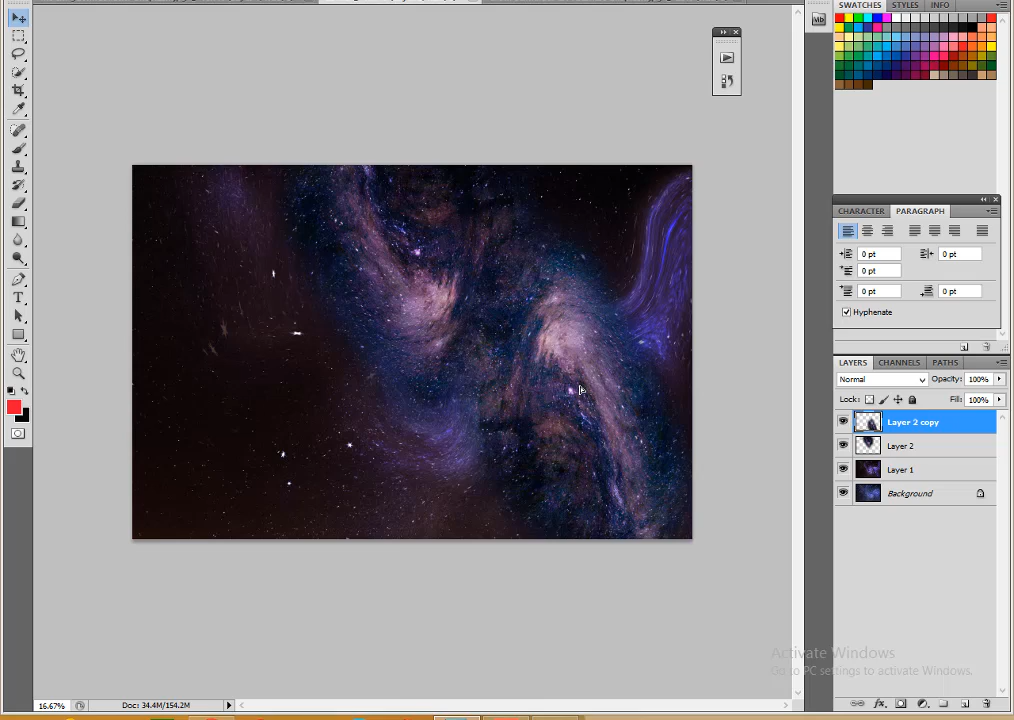 SWATCHES STYLES INFO
Mb
CHARACTER PARAGRAPH
0 pt 0 pt
0 pt
0 pt 0 pt
Hyphenate
LAYERS CHANNELS PATHS
Normal Opacity: 100%
Lock: Fill: 100%
Layer 2 copy
Layer 2
Layer 1
Background
Activate Windows
Go to PC settings to activate Windows.
16.67% Doc: 34.4M/154.2M
fx
T